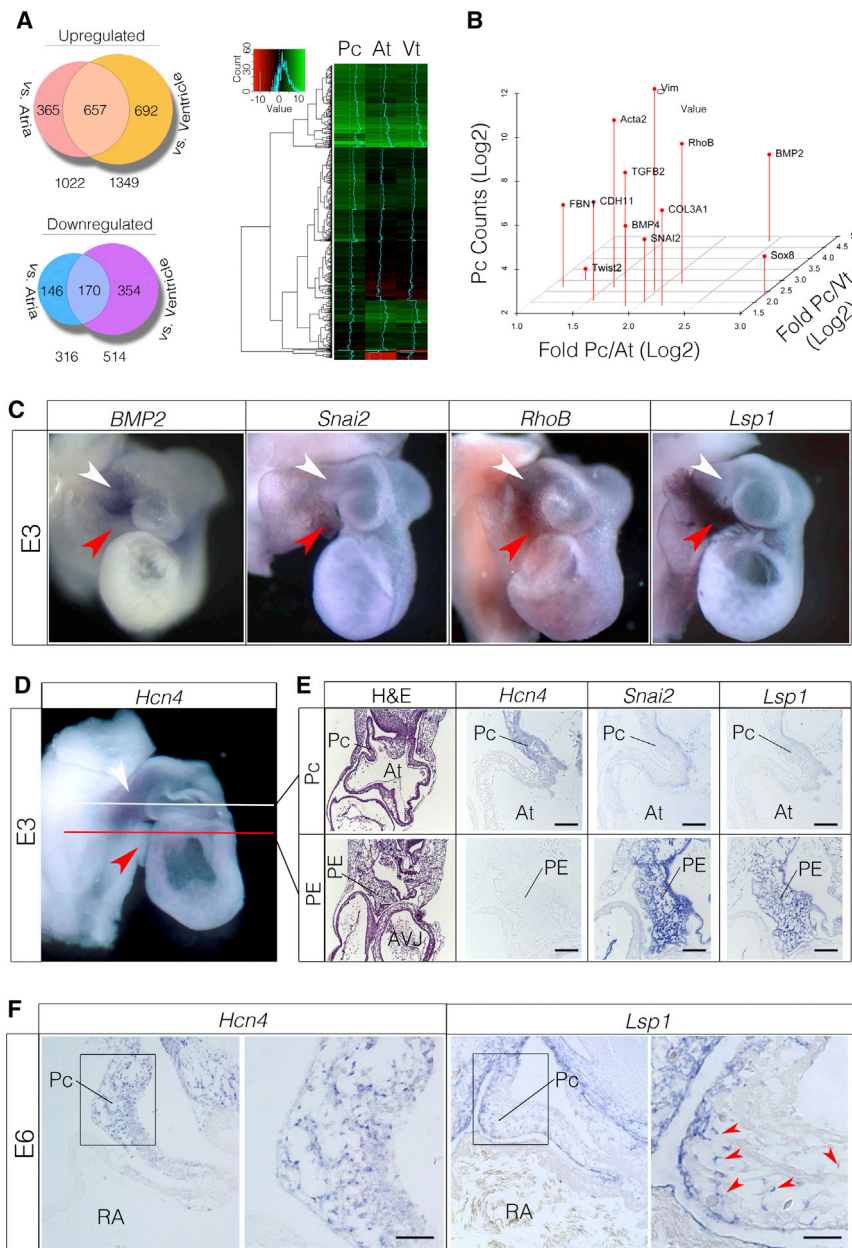 A
Upregulated
365
657
692
vs. Atria
vs. Ventricle
1022
1349
Downregulated
146
170
354
vs. Atria
vs. Ventricle
316
514
Count
0 20 40 60
-10
0
10
Value
Pc
At
Vt
B
Pc Counts (Log2)
12
10
8
6
4
2
Vim
Value
Acta2
RhoB
BMP2
TGFB2
FBN1
CDH11
COL3A1
BMP4
SNAI2
Twist2
Sox8
1.0
1.5
2.0
2.5
3.0
Fold Pc/At (Log2)
1.5
2.0
2.5
3.0
3.5
4.0
4.5
Fold Pc/Vt
(Log2)
C
BMP2
Snai2
RhoB
Lsp1
E3
D
Hcn4
E3
E
H&E
Hcn4
Snai2
Lsp1
Pc
Pc
At
Pc
At
Pc
At
Pc
At
PE
PE
AVJ
PE
PE
PE
F
Hcn4
Lsp1
E6
Pc
RA
Pc
RA